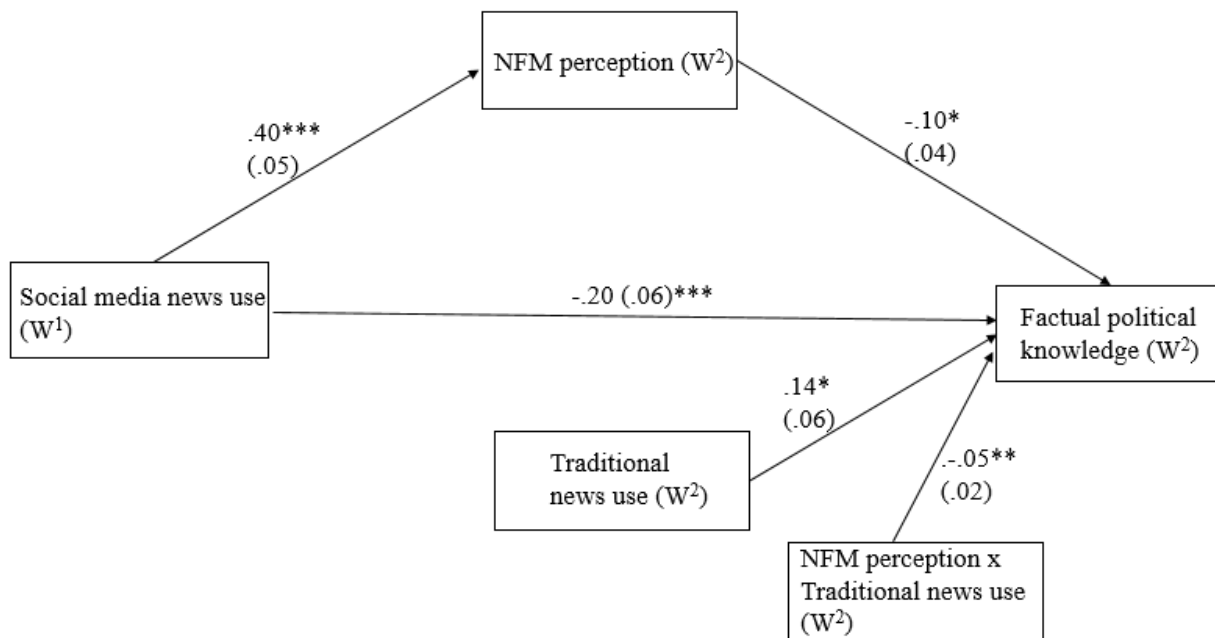 NFM perception (W²)
.40***
(.05)
-.10*
(.04)
Social media news use
(W¹)
-.20 (.06)***
Factual political
knowledge (W²)
.14*
(.06)
Traditional
news use (W²)
.-.05**
(.02)
NFM perception x
Traditional news use
(W²)